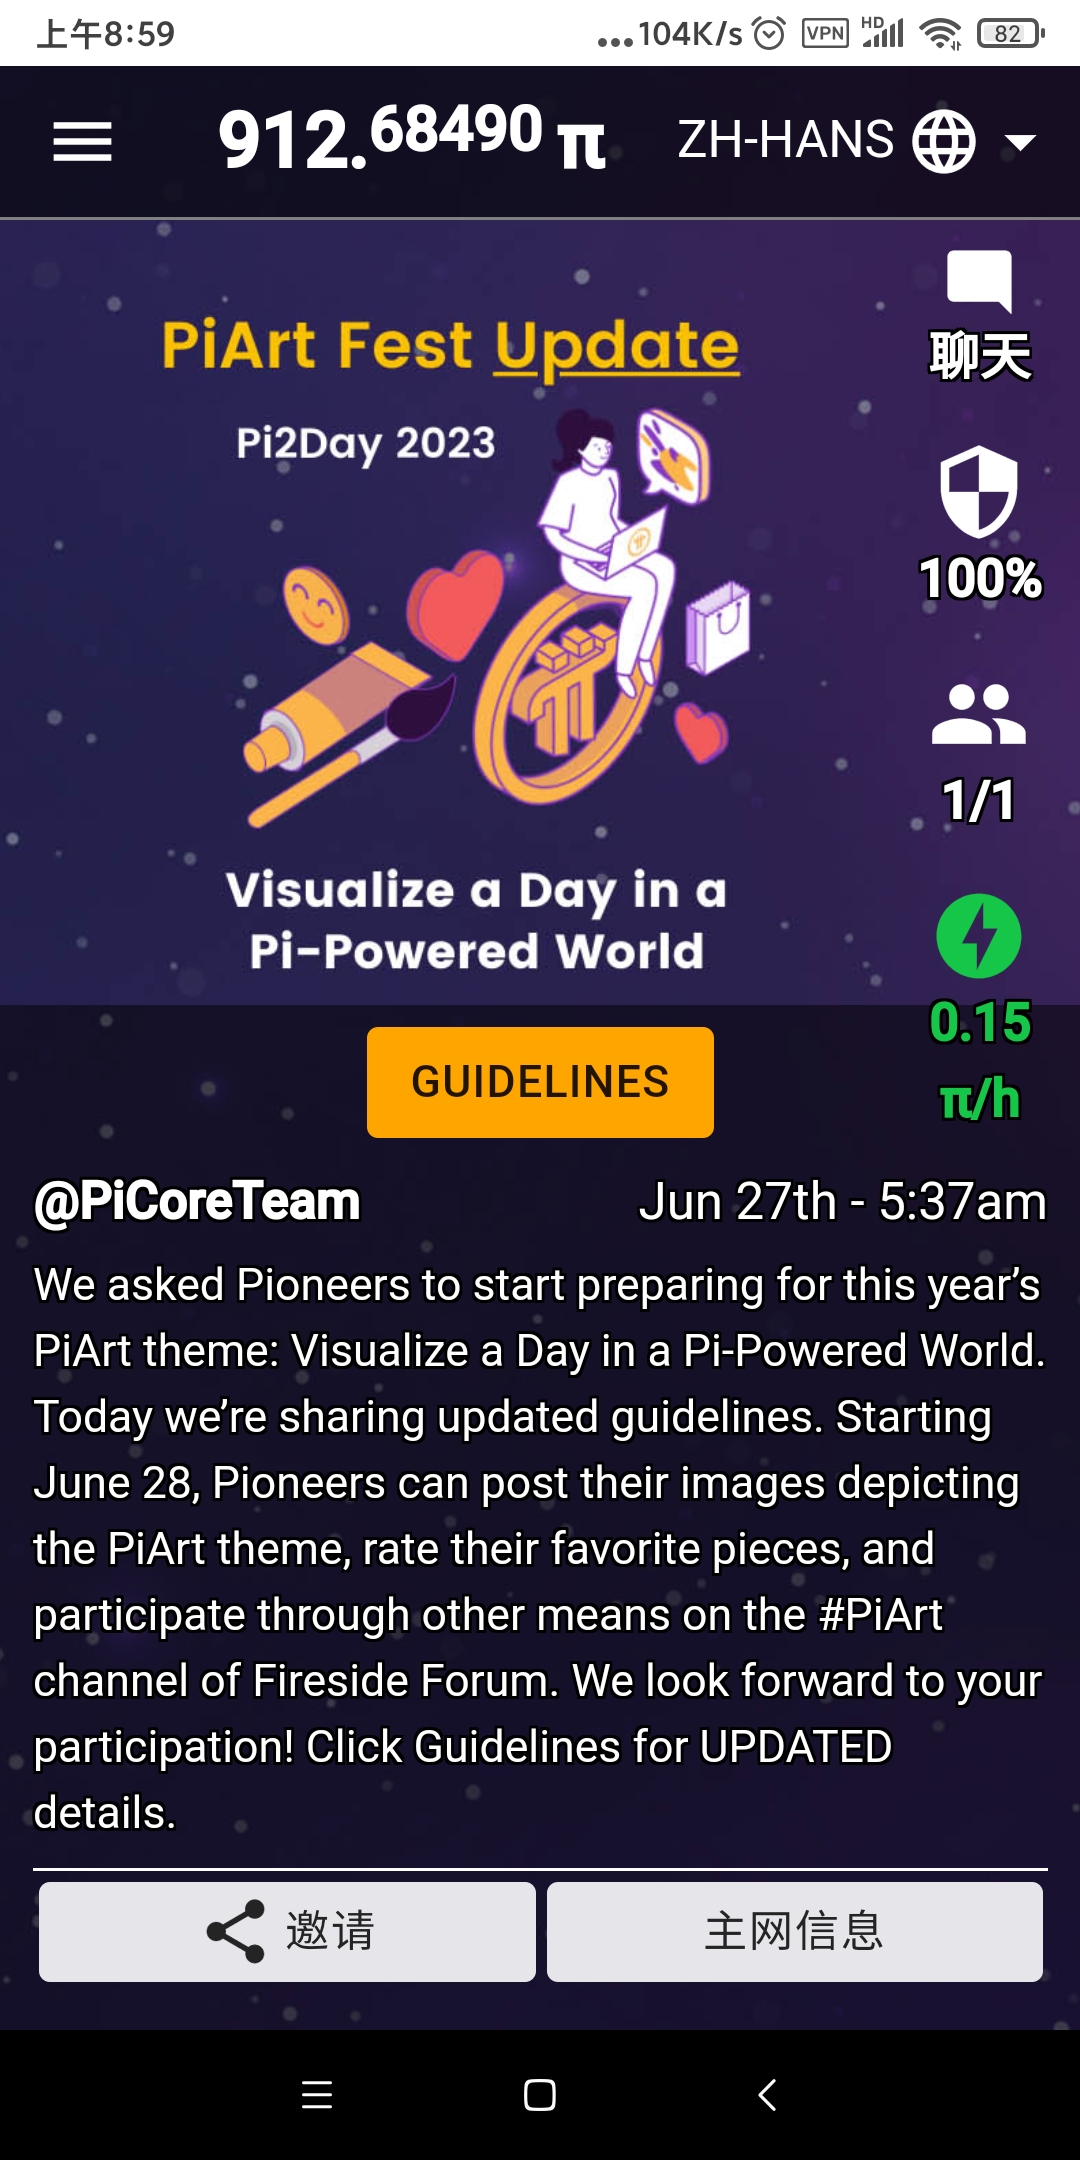 上午8:59
...104K/s VPN HD 82
912.68490 π ZH-HANS
PiArt Fest Update
聊天
Pi2Day 2023
100%
1/1
Visualize a Day in a
Pi-Powered World
0.15
π/h
GUIDELINES
@PiCoreTeam Jun 27th - 5:37am
We asked Pioneers to start preparing for this year’s
PiArt theme: Visualize a Day in a Pi-Powered World.
Today we’re sharing updated guidelines. Starting
June 28, Pioneers can post their images depicting
the PiArt theme, rate their favorite pieces, and
participate through other means on the #PiArt
channel of Fireside Forum. We look forward to your
participation! Click Guidelines for UPDATED
details.
邀请 主网信息